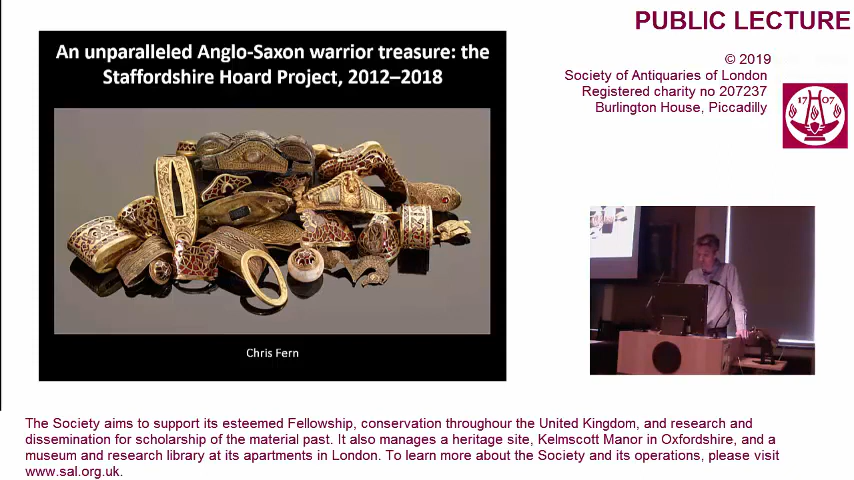 PUBLIC LECTURE
© 2019
Society of Antiquaries of London
Registered charity no 207237
Burlington House, Piccadilly
1707
An unparalleled Anglo-Saxon warrior treasure: the
Staffordshire Hoard Project, 2012–2018
Chris Fern
The Society aims to support its esteemed Fellowship, conservation throughour the United Kingdom, and research and
dissemination for scholarship of the material past. It also manages a heritage site, Kelmscott Manor in Oxfordshire, and a
museum and research library at its apartments in London. To learn more about the Society and its operations, please visit
www.sal.org.uk.